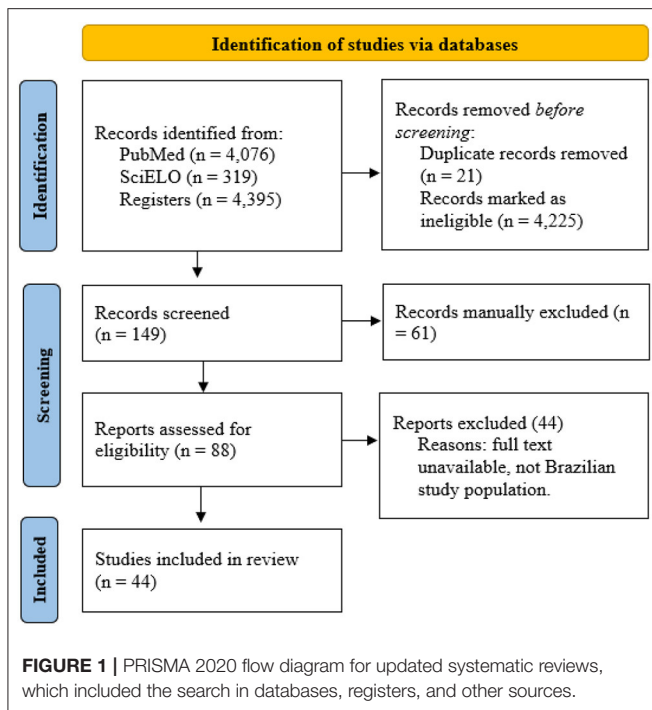 Identification of studies via databases
Identification
Records identified from:
PubMed (n = 4,076)
SciELO (n = 319)
Registers (n = 4,395)
Records removed before
screening:
Duplicate records removed
(n = 21)
Records marked as
ineligible (n = 4,225)
Screening
Records screened
(n = 149)
Records manually excluded (n
= 61)
Reports assessed for
eligibility (n = 88)
Reports excluded (44)
Reasons: full text
unavailable, not Brazilian
study population.
Included
Studies included in review
(n = 44)
FIGURE 1 | PRISMA 2020 flow diagram for updated systematic reviews,
which included the search in databases, registers, and other sources.